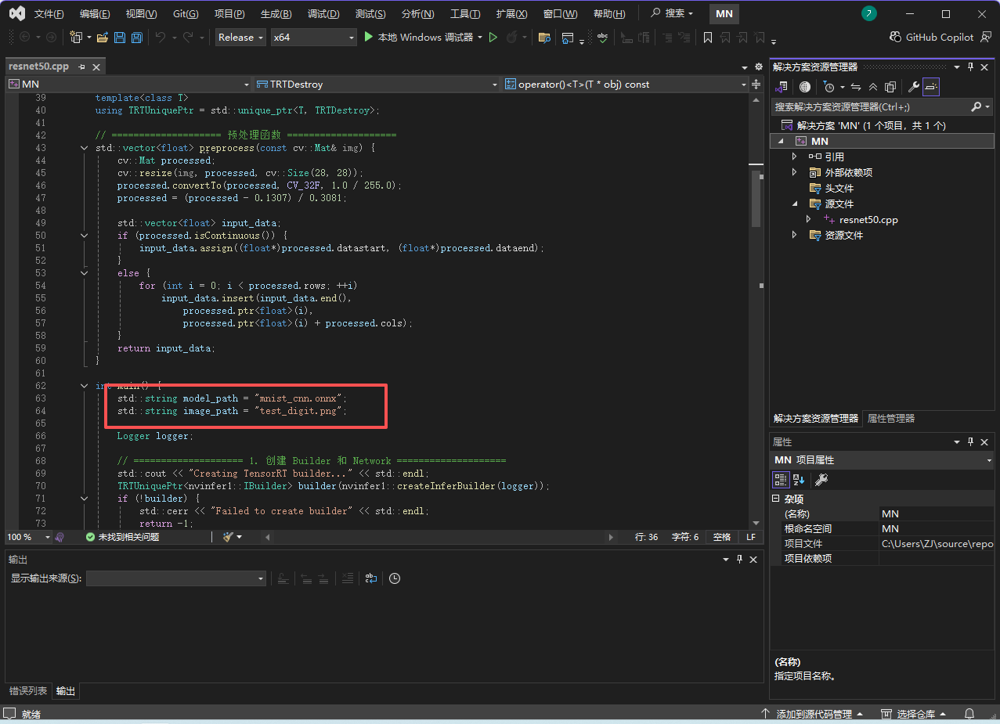 文件(F) 编辑(E) 视图(V) Git(G) 项目(P) 生成(B) 调试(D) 测试(S) 分析(N) 工具(T) 扩展(X) 窗口(W) 帮助(H) 搜索 MN
Release x64 本地 Windows 调试器 GitHub Copilot
resnet50.cpp
MN TRTDestroy operator()<T>(T * obj) const
39 template<class T>
40 using TRTUniquePtr = std::unique_ptr<T, TRTDestroy>;
41
42 // ==================== 预处理函数 ====================
43 std::vector<float> preprocess(const cv::Mat& img) {
44 cv::Mat processed;
45 cv::resize(img, processed, cv::Size(28, 28));
46 processed.convertTo(processed, CV_32F, 1.0 / 255.0);
47 processed = (processed - 0.1307) / 0.3081;
48
49 std::vector<float> input_data;
50 if (processed.isContinuous()) {
51 input_data.assign((float*)processed.datastart, (float*)processed.dataend);
52 }
53 else {
54 for (int i = 0; i < processed.rows; ++i)
55 input_data.insert(input_data.end(),
56 processed.ptr<float>(i),
57 processed.ptr<float>(i) + processed.cols);
58 }
59 return input_data;
60 }
61
62 int main() {
63 std::string model_path = "mnist_cnn.onnx";
64 std::string image_path = "test_digit.png";
65
66 Logger logger;
67
68 // ==================== 1. 创建 Builder 和 Network ====================
69 std::cout << "Creating TensorRT builder..." << std::endl;
70 TRTUniquePtr<nvinfer1::IBuilder> builder(nvinfer1::createInferBuilder(logger));
71 if (!builder) {
72 std::cerr << "Failed to create builder" << std::endl;
73 return -1;
100 % 未找到相关问题 行: 36 字符: 6 空格 LF
输出
显示输出来源(S):
错误列表 输出
解决方案资源管理器
搜索解决方案资源管理器(Ctrl+;)
解决方案 'MN' (1 个项目，共 1 个)
MN
引用
外部依赖项
头文件
源文件
resnet50.cpp
资源文件
解决方案资源管理器 属性管理器
属性
MN 项目属性
杂项
(名称) MN
根命名空间 MN
项目文件 C:\Users\ZJ\source\repo
项目依赖项
(名称)
指定项目名称。
就绪 添加到源代码管理 选择仓库